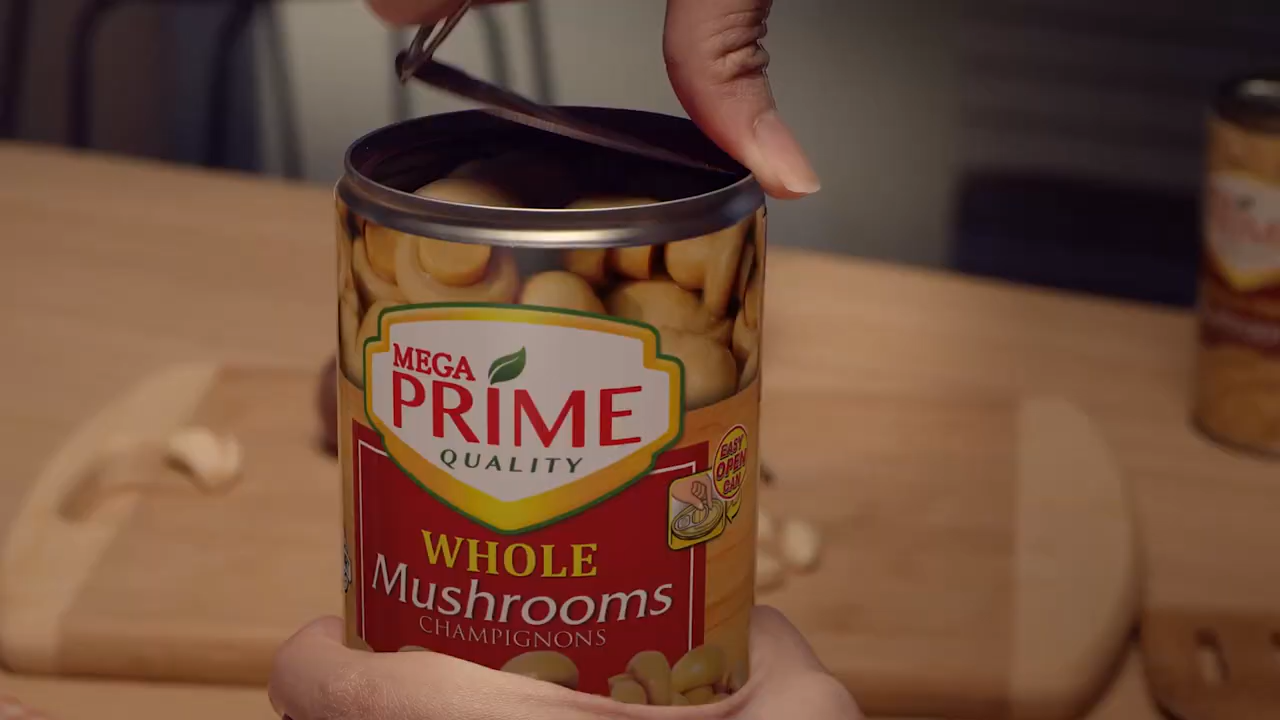 MEGA
PRIME
QUALITY
EASY
OPEN
CAN
WHOLE
Mushrooms
CHAMPIGNONS